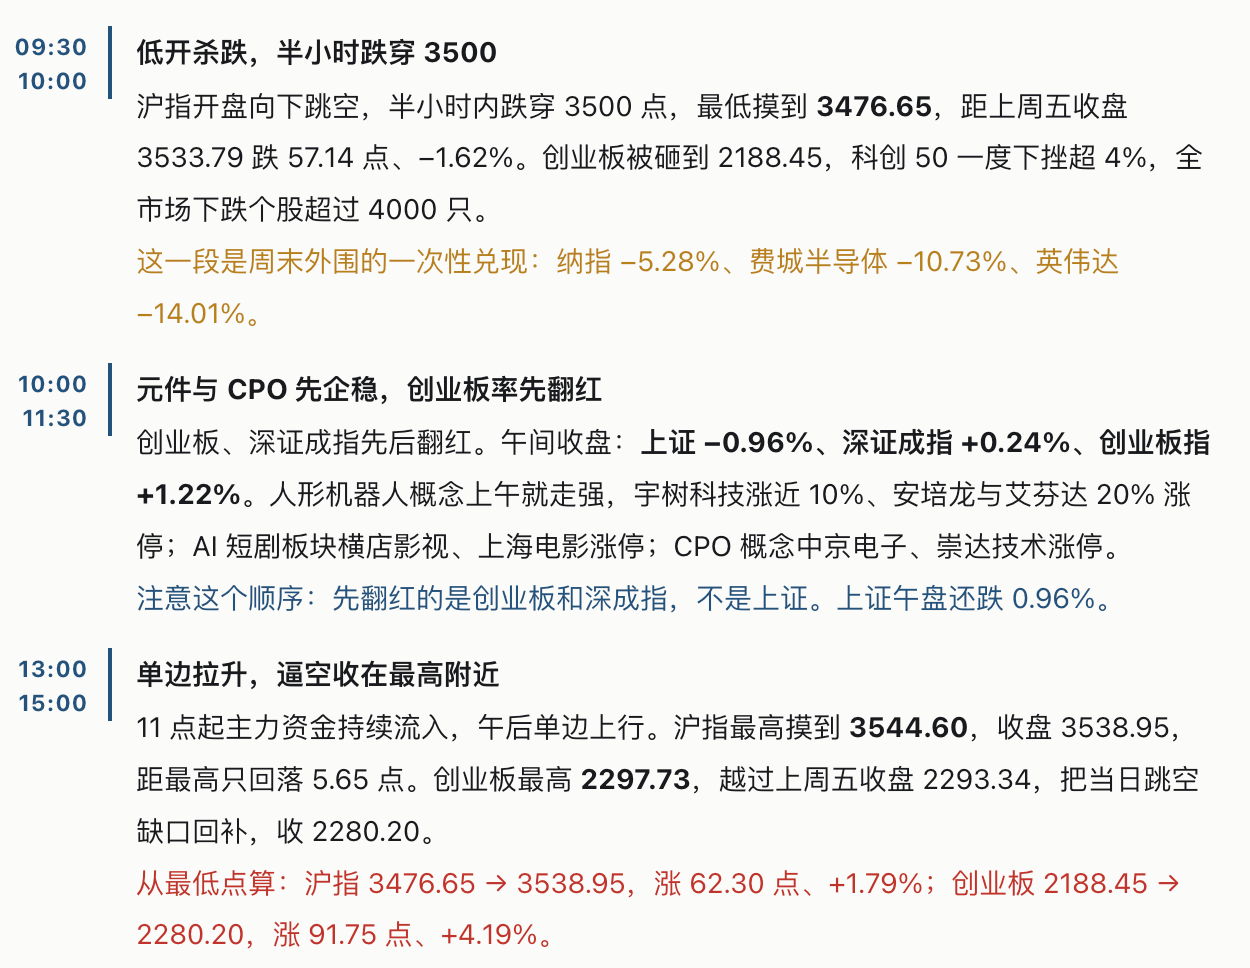 09:30
10:00
低开杀跌，半小时跌穿 3500
沪指开盘向下跳空，半小时内跌穿 3500 点，最低摸到 3476.65，距上周五收盘
3533.79 跌 57.14 点、−1.62%。创业板被砸到 2188.45，科创 50 一度下挫超 4%，全
市场下跌个股超过 4000 只。
这一段是周末外围的一次性兑现：纳指 −5.28%、费城半导体 −10.73%、英伟达
−14.01%。
10:00
11:30
元件与 CPO 先企稳，创业板率先翻红
创业板、深证成指先后翻红。午间收盘：上证 −0.96%、深证成指 +0.24%、创业板指
+1.22%。人形机器人概念上午就走强，宇树科技涨近 10%、安培龙与艾芬达 20% 涨
停；AI 短剧板块横店影视、上海电影涨停；CPO 概念中京电子、崇达技术涨停。
注意这个顺序：先翻红的是创业板和深成指，不是上证。上证午盘还跌 0.96%。
13:00
15:00
单边拉升，逼空收在最高附近
11 点起主力资金持续流入，午后单边上行。沪指最高摸到 3544.60，收盘 3538.95，
距最高只回落 5.65 点。创业板最高 2297.73，越过上周五收盘 2293.34，把当日跳空
缺口回补，收 2280.20。
从最低点算：沪指 3476.65 → 3538.95，涨 62.30 点、+1.79%；创业板 2188.45 →
2280.20，涨 91.75 点、+4.19%。